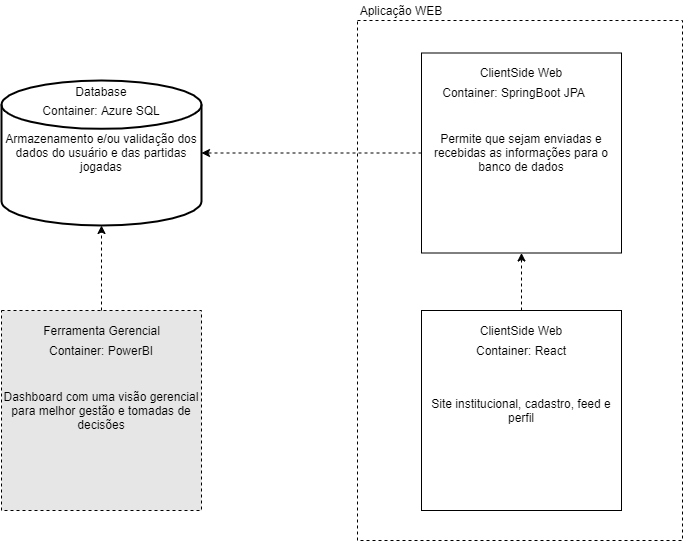 Aplicação WEB
ClientSide Web
Container: SpringBoot JPA
Permite que sejam enviadas e
recebidas as informações para o
banco de dados
Database
Container: Azure SQL
Armazenamento e/ou validação dos
dados do usuário e das partidas
jogadas
Ferramenta Gerencial
Container: PowerBI
Dashboard com uma visão gerencial
para melhor gestão e tomadas de
decisões
ClientSide Web
Container: React
Site institucional, cadastro, feed e
perfil